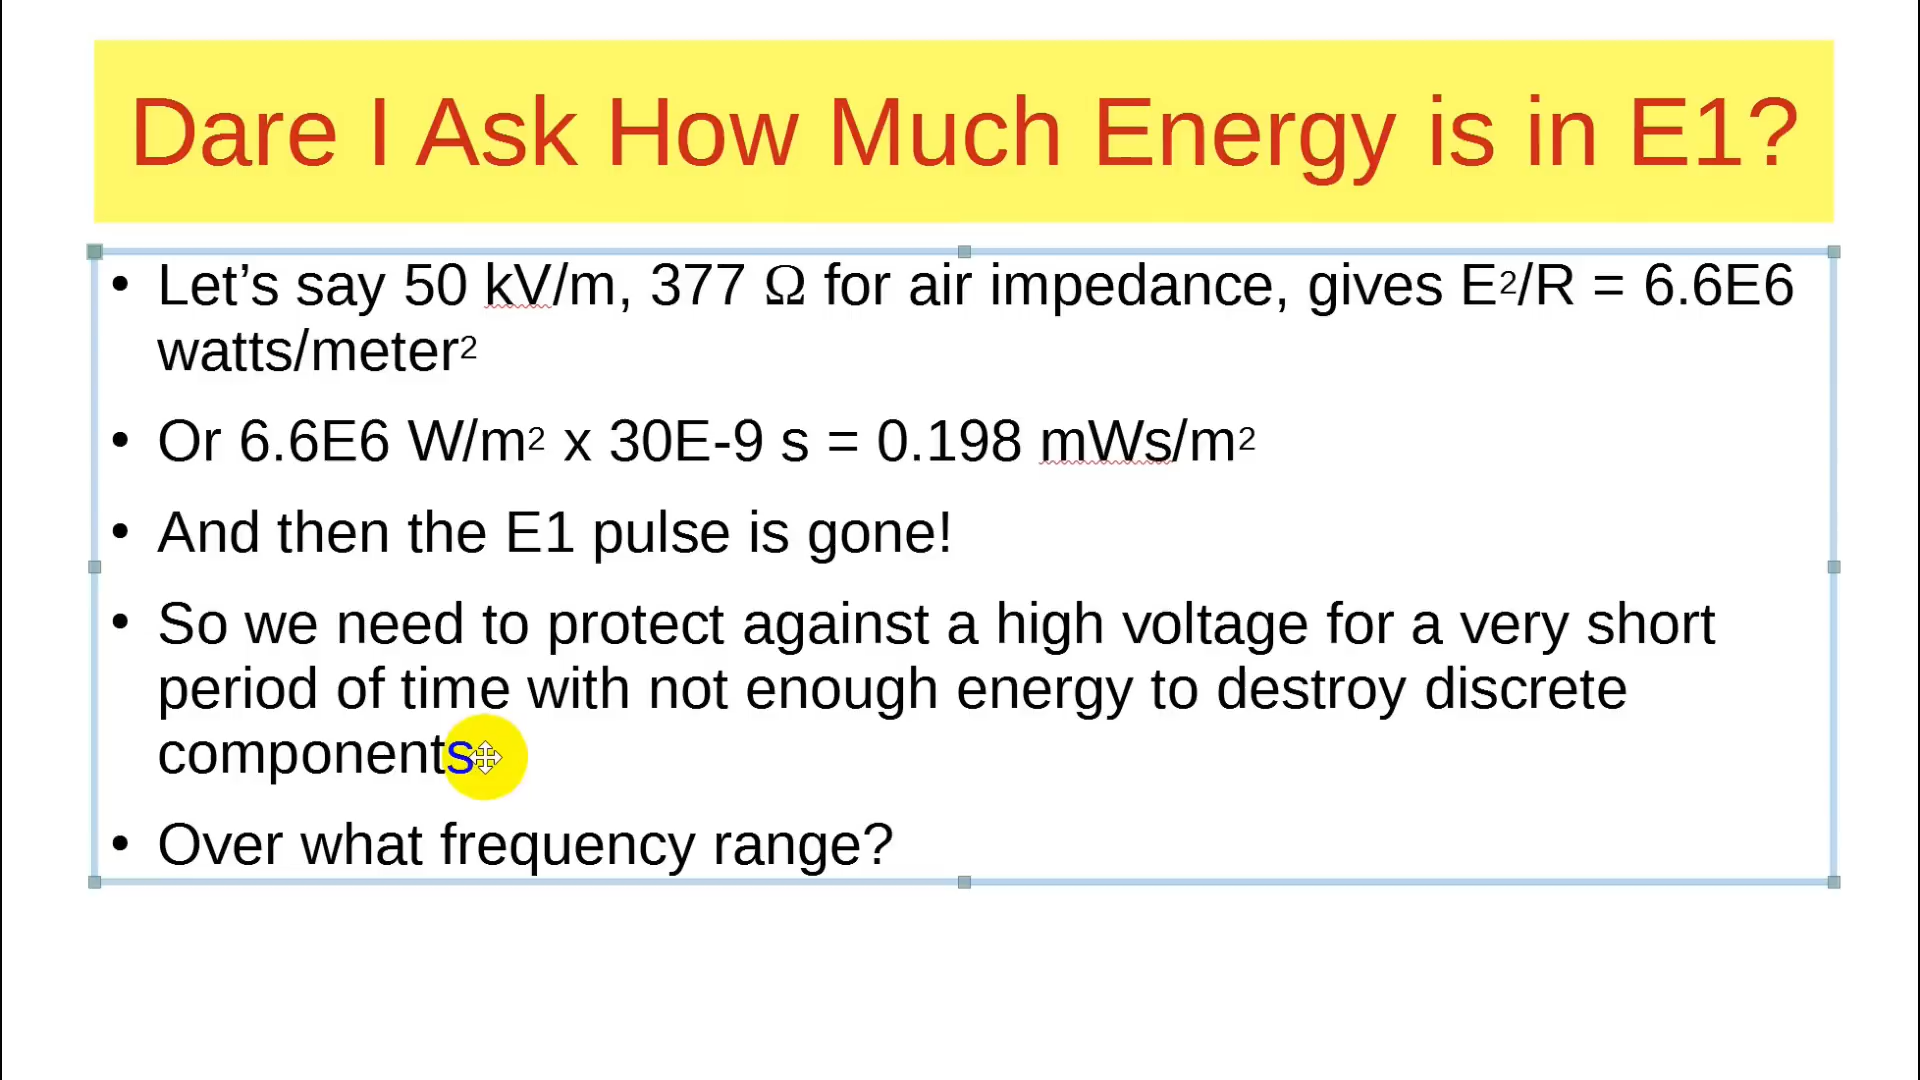 Dare I Ask How Much Energy is in E1?
• Let’s say 50 kV/m, 377 Ω for air impedance, gives E²/R = 6.6E6
watts/meter²
• Or 6.6E6 W/m² x 30E-9 s = 0.198 mWs/m²
• And then the E1 pulse is gone!
• So we need to protect against a high voltage for a very short
period of time with not enough energy to destroy discrete
components
• Over what frequency range?